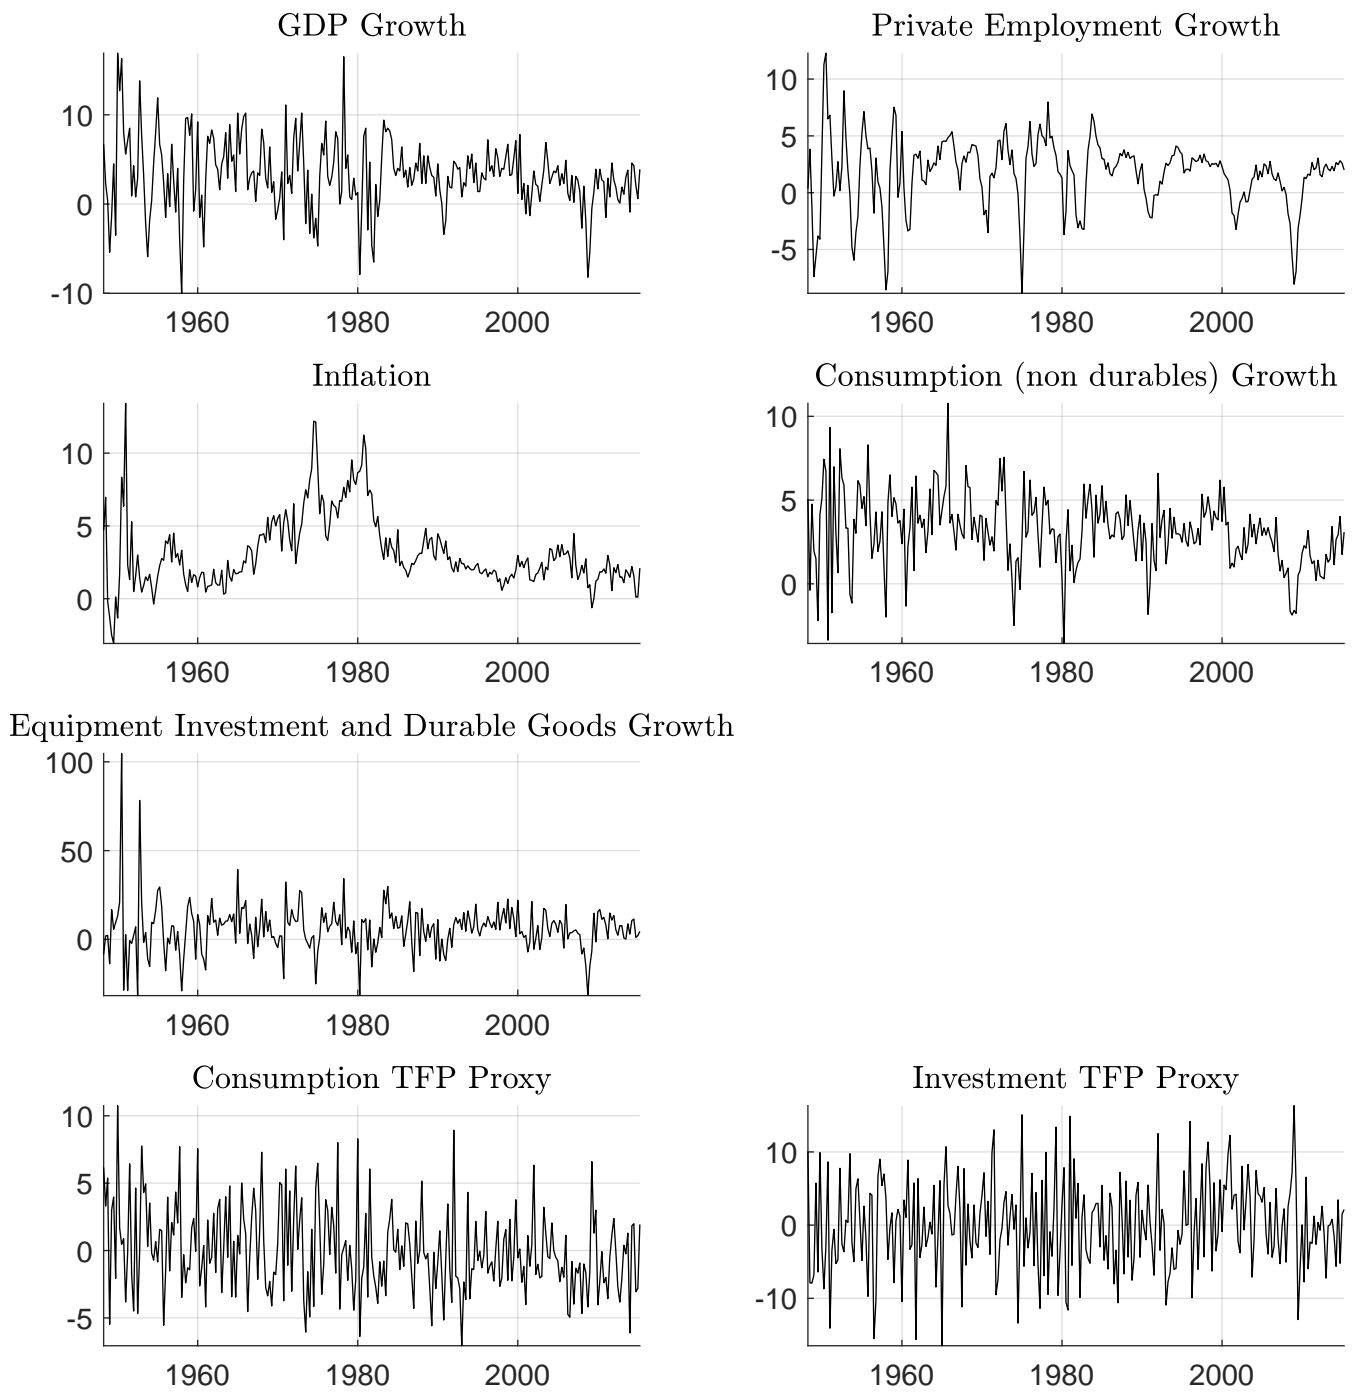 GDP Growth
10
0
-10
1960 1980 2000
Private Employment Growth
10
5
0
-5
1960 1980 2000
Inflation
10
5
0
1960 1980 2000
Consumption (non durables) Growth
10
5
0
1960 1980 2000
Equipment Investment and Durable Goods Growth
100
50
0
1960 1980 2000
Consumption TFP Proxy
10
5
0
-5
1960 1980 2000
Investment TFP Proxy
10
0
-10
1960 1980 2000